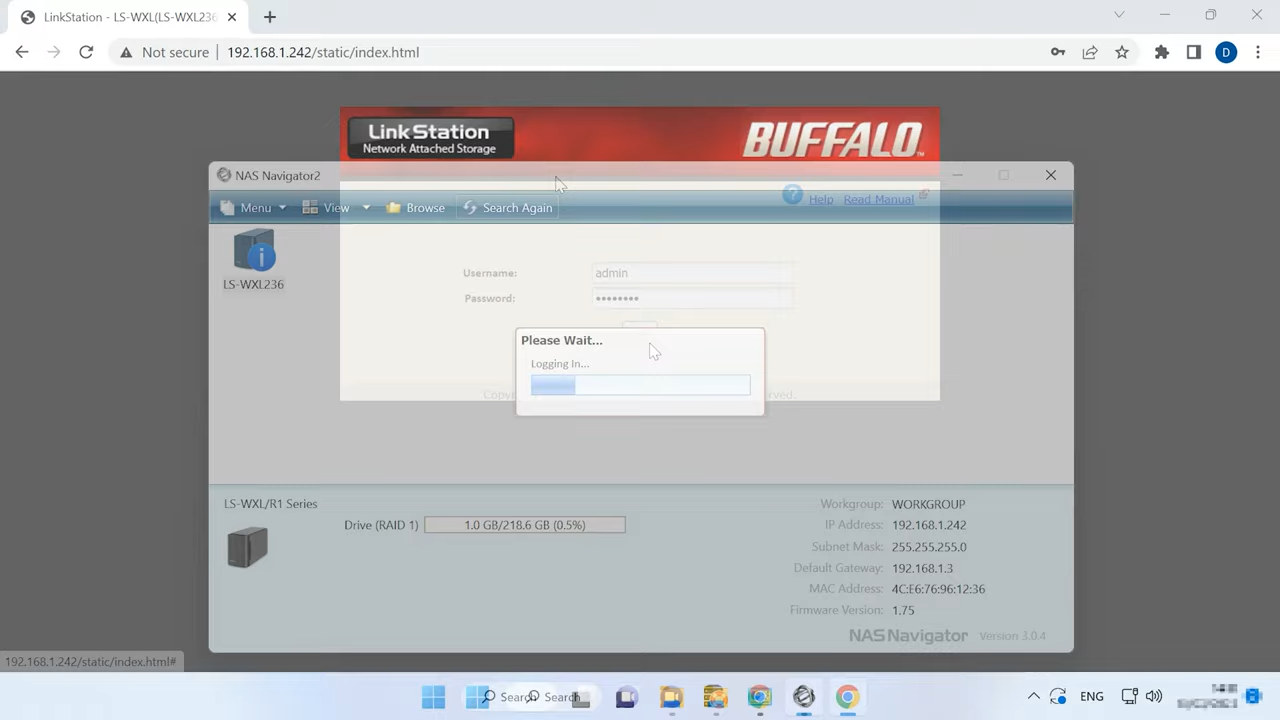 LinkStation - LS-WXL(LS-WXL236
Not secure
192.168.1.242/static/index.html
D
LinkStation
Network Attached Storage
BUFFALO
NAS Navigator2
Menu
View
Browse
Search Again
Help
Read Manual
LS-WXL236
Username:
admin
Password:
••••••••
Please Wait...
Logging In...
LS-WXL/R1 Series
Drive (RAID 1)
1.0 GB/218.6 GB (0.5%)
Workgroup: WORKGROUP
IP Address: 192.168.1.242
Subnet Mask: 255.255.255.0
Default Gateway: 192.168.1.3
MAC Address: 4C:E6:76:96:12:36
Firmware Version: 1.75
NAS Navigator Version 3.0.4
192.168.1.242/static/index.html#
Search
Search
ENG